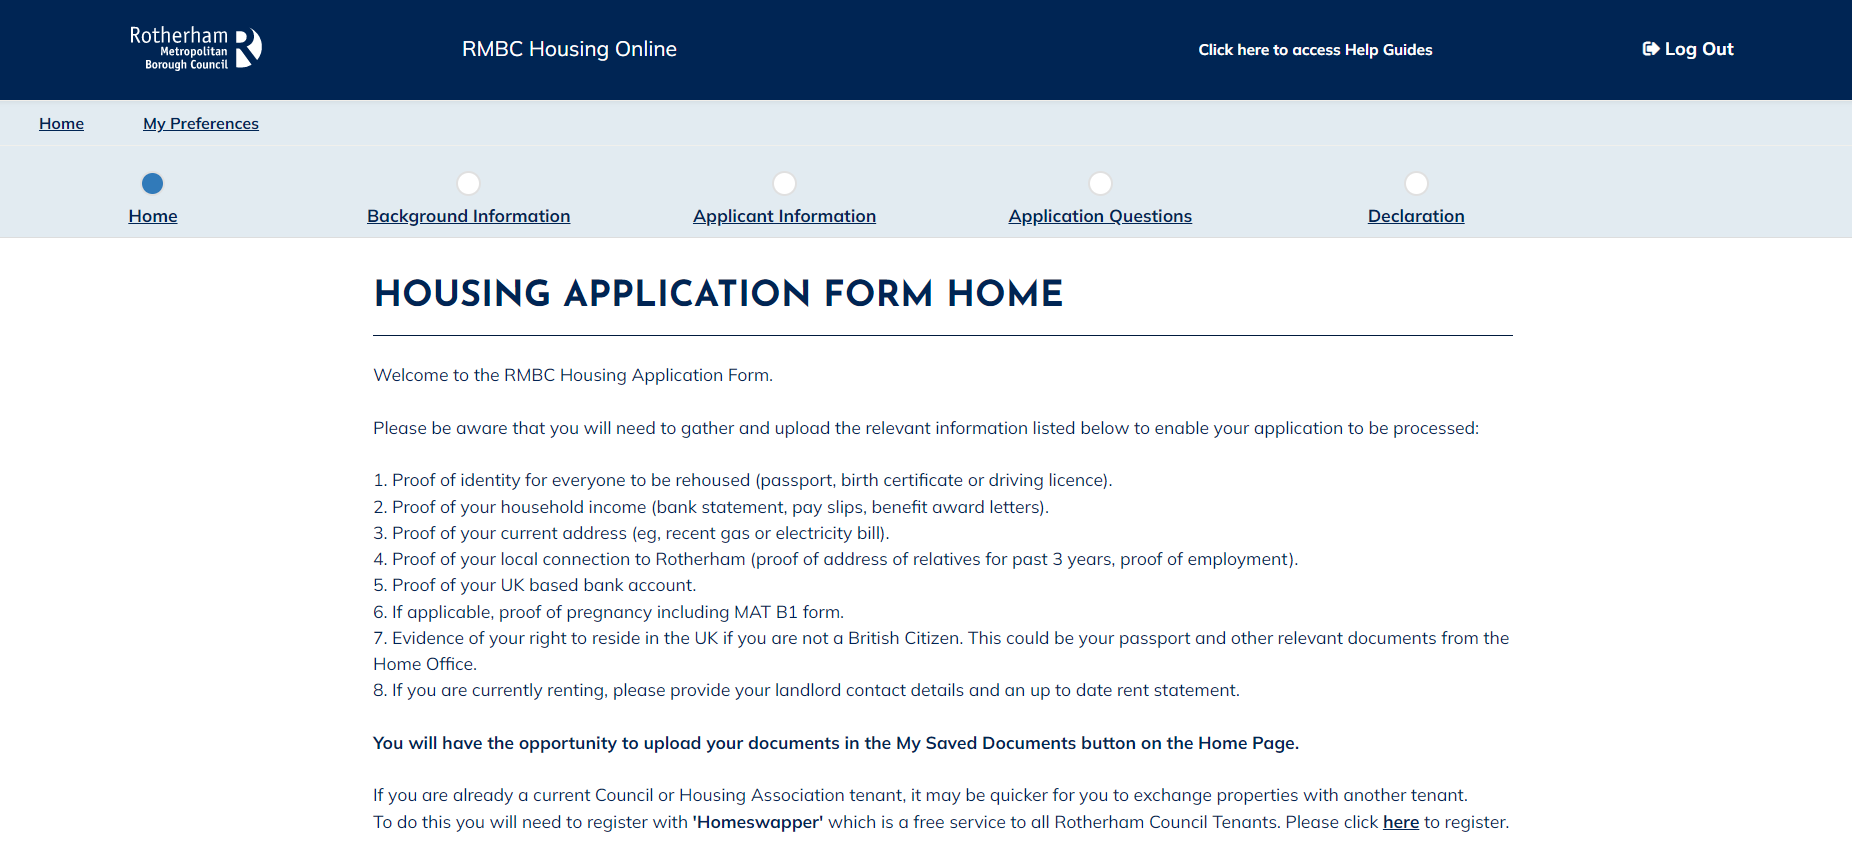 Rotherham
Metropolitan
Borough Council
RMBC Housing Online
Click here to access Help Guides
Log Out
Home
My Preferences
Home
Background Information
Applicant Information
Application Questions
Declaration
HOUSING APPLICATION FORM HOME
Welcome to the RMBC Housing Application Form.
Please be aware that you will need to gather and upload the relevant information listed below to enable your application to be processed:
1. Proof of identity for everyone to be rehoused (passport, birth certificate or driving licence).
2. Proof of your household income (bank statement, pay slips, benefit award letters).
3. Proof of your current address (eg, recent gas or electricity bill).
4. Proof of your local connection to Rotherham (proof of address of relatives for past 3 years, proof of employment).
5. Proof of your UK based bank account.
6. If applicable, proof of pregnancy including MAT B1 form.
7. Evidence of your right to reside in the UK if you are not a British Citizen. This could be your passport and other relevant documents from the
Home Office.
8. If you are currently renting, please provide your landlord contact details and an up to date rent statement.
You will have the opportunity to upload your documents in the My Saved Documents button on the Home Page.
If you are already a current Council or Housing Association tenant, it may be quicker for you to exchange properties with another tenant.
To do this you will need to register with 'Homeswapper' which is a free service to all Rotherham Council Tenants. Please click here to register.